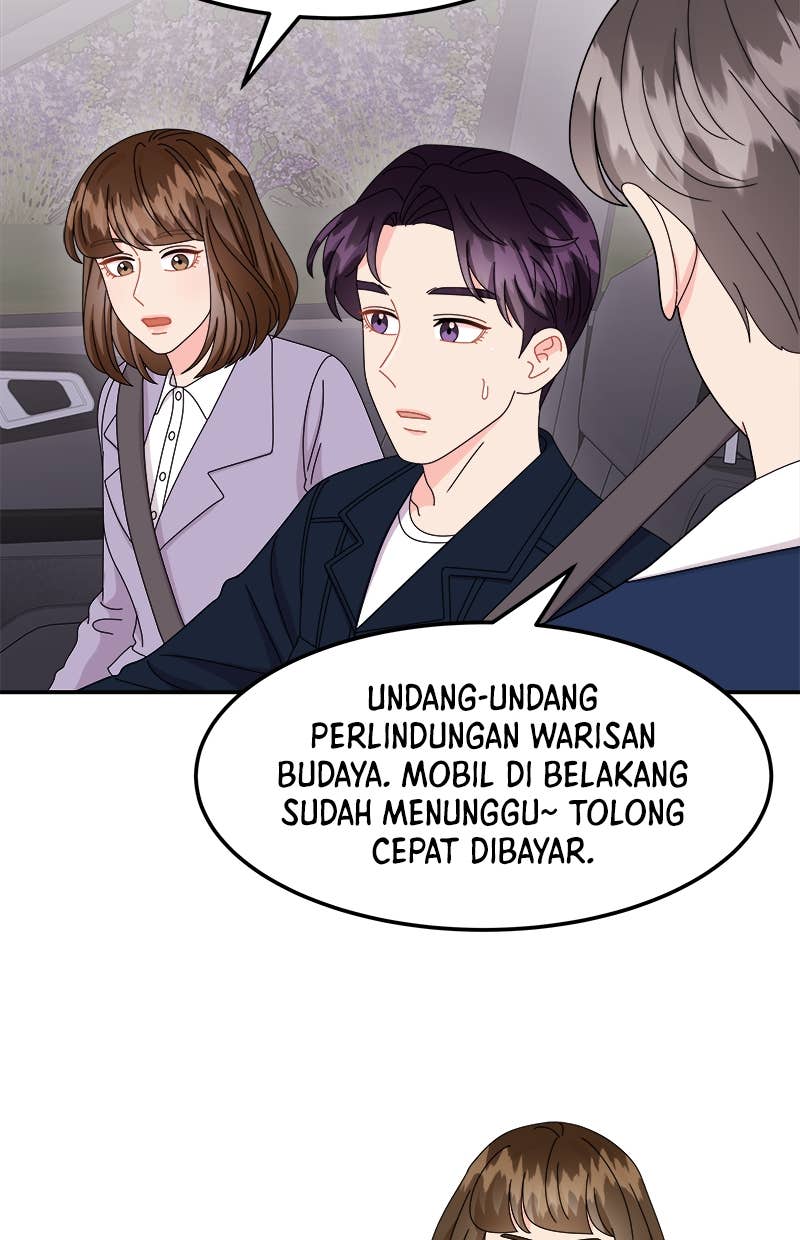 UNDANG-UNDANG
PERLINDUNGAN WARISAN
BUDAYA. MOBIL DI BELAKANG
SUDAH MENUNGGU~ TOLONG
CEPAT DIBAYAR.